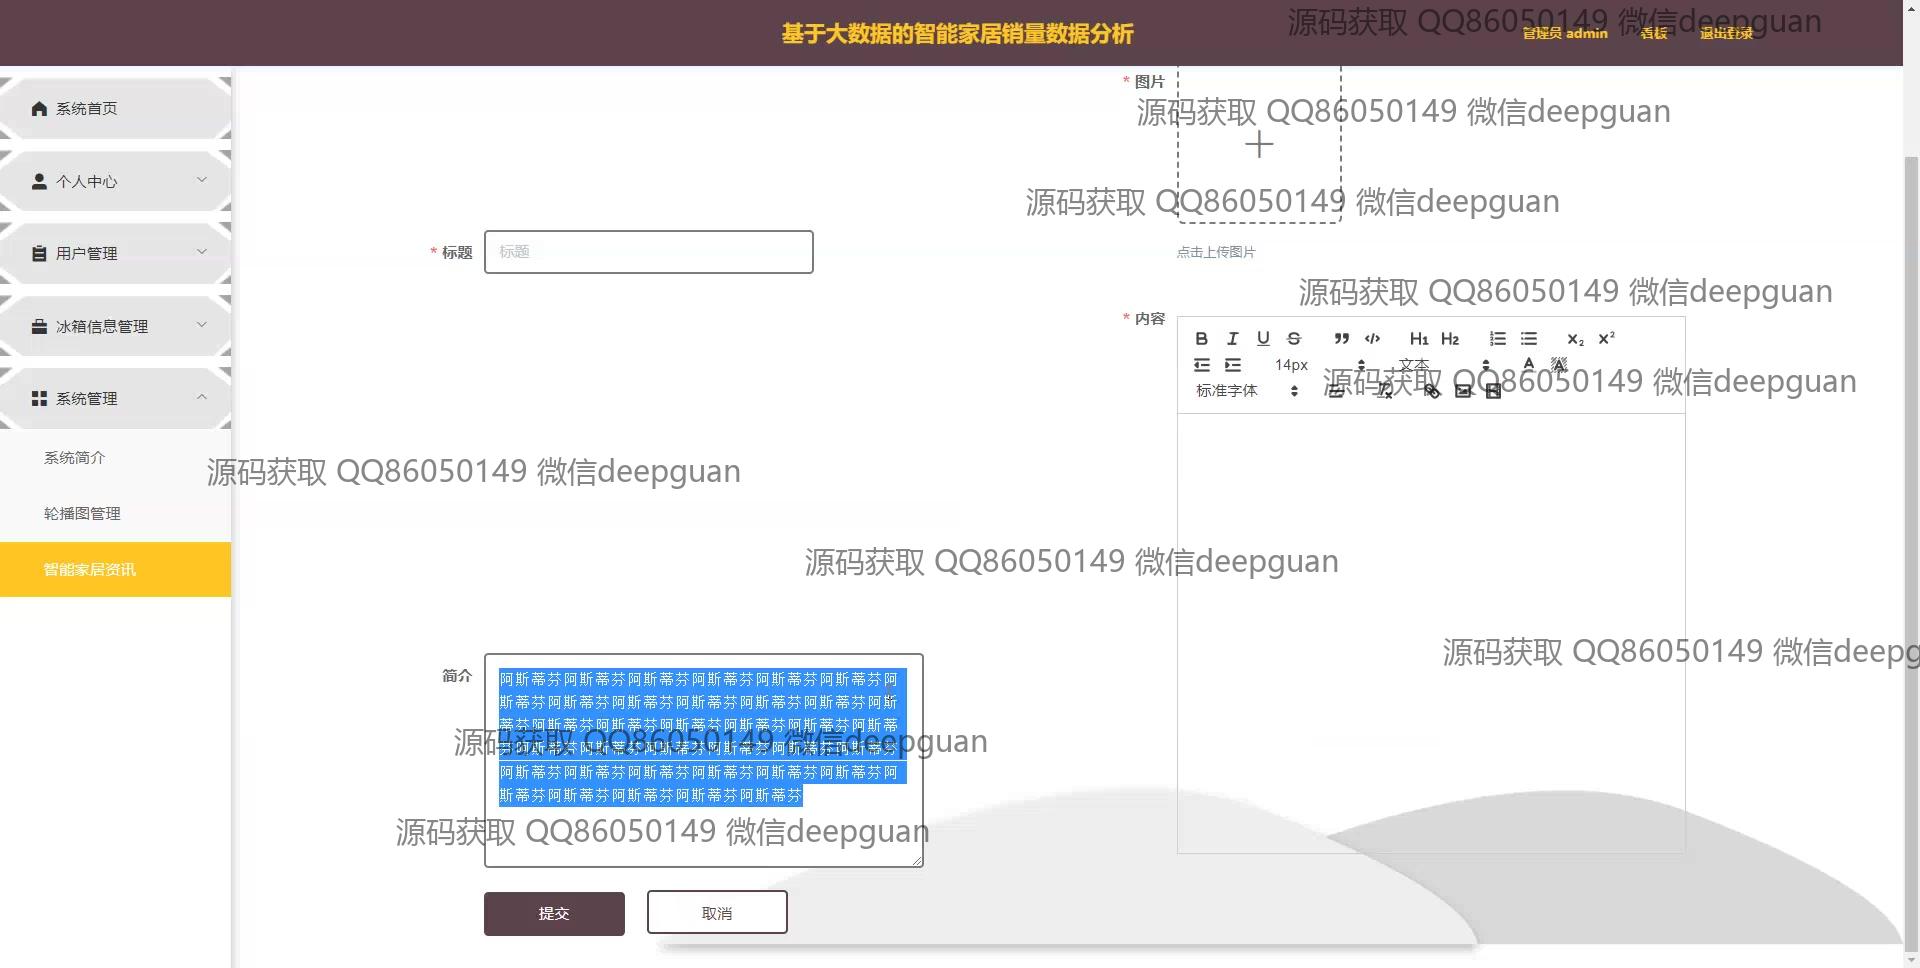 基于大数据的智能家居销量数据分析
源码获取 QQ86050149 微信deepguan
管理员 admin
看板
退出登录
系统首页
* 图片
源码获取 QQ86050149 微信deepguan
个人中心
源码获取 QQ86050149 微信deepguan
用户管理
* 标题
标题
点击上传图片
源码获取 QQ86050149 微信deepguan
冰箱信息管理
* 内容
B I U S H1 H2 X2 X2
14px
文本
A A
源码获取 QQ86050149 微信deepguan
系统管理
标准字体
系统简介
源码获取 QQ86050149 微信deepguan
轮播图管理
源码获取 QQ86050149 微信deepguan
智能家居资讯
源码获取 QQ86050149 微信deepg
简介
阿斯蒂芬阿斯蒂芬阿斯蒂芬阿斯蒂芬阿斯蒂芬阿斯蒂芬阿
斯蒂芬阿斯蒂芬阿斯蒂芬阿斯蒂芬阿斯蒂芬阿斯蒂芬阿斯
蒂芬阿斯蒂芬阿斯蒂芬阿斯蒂芬阿斯蒂芬阿斯蒂芬阿斯蒂
芬阿斯蒂芬阿斯蒂芬阿斯蒂芬阿斯蒂芬阿斯蒂芬阿斯蒂芬
阿斯蒂芬阿斯蒂芬阿斯蒂芬阿斯蒂芬阿斯蒂芬阿斯蒂芬阿
斯蒂芬阿斯蒂芬阿斯蒂芬阿斯蒂芬阿斯蒂芬
源码获取 QQ86050149 微信deepguan
源码获取 QQ86050149 微信deepguan
提交
取消